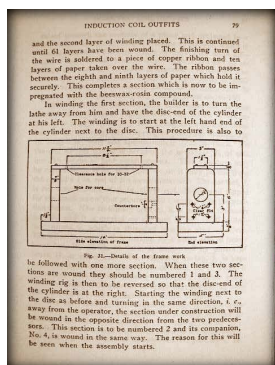 INDUCTION COIL OUTFITS 79
and the second layer of winding placed. This is continued
until 61 layers have been wound. The finishing turn of
the wire is soldered to a piece of copper ribbon and ten
layers of paper taken over the wire. The ribbon passes
between the eighth and ninth layers of paper which hold it
securely. This completes a section which is now to be im-
pregnated with the beeswax-rosin compound.
In winding the first section, the builder is to turn the
lathe away from him and have the disc-end of the cylinder
at his left. The winding is to start at the left hand end of
the cylinder next to the disc. This procedure is also to
Clearance hole for 10-32
Hole for core
Counterbore
Side elevation of frame
End elevation
Fig. 31.—Details of the frame work
be followed with one more section. When these two sec-
tions are wound they should be numbered 1 and 3. The
winding rig is then to be reversed so that the disc-end of
the cylinder is at the right. Starting the winding next to
the disc as before and turning in the same direction, i. e.,
away from the operator, the section under construction will
be wound in the opposite direction from the two predeces-
sors. This section is to be numbered 2 and its companion,
No. 4, is wound in the same way. The reason for this will
be seen when the assembly starts.